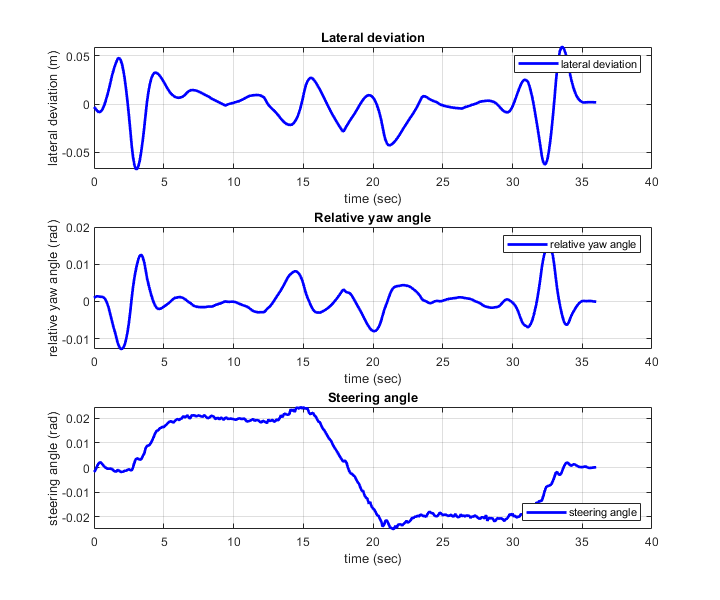 Lateral deviation
lateral deviation (m)
0.05
0
-0.05
lateral deviation
0 5 10 15 20 25 30 35 40
time (sec)
Relative yaw angle
relative yaw angle (rad)
0.02
0.01
0
-0.01
relative yaw angle
0 5 10 15 20 25 30 35 40
time (sec)
Steering angle
steering angle (rad)
0.02
0.01
0
-0.01
-0.02
steering angle
0 5 10 15 20 25 30 35 40
time (sec)